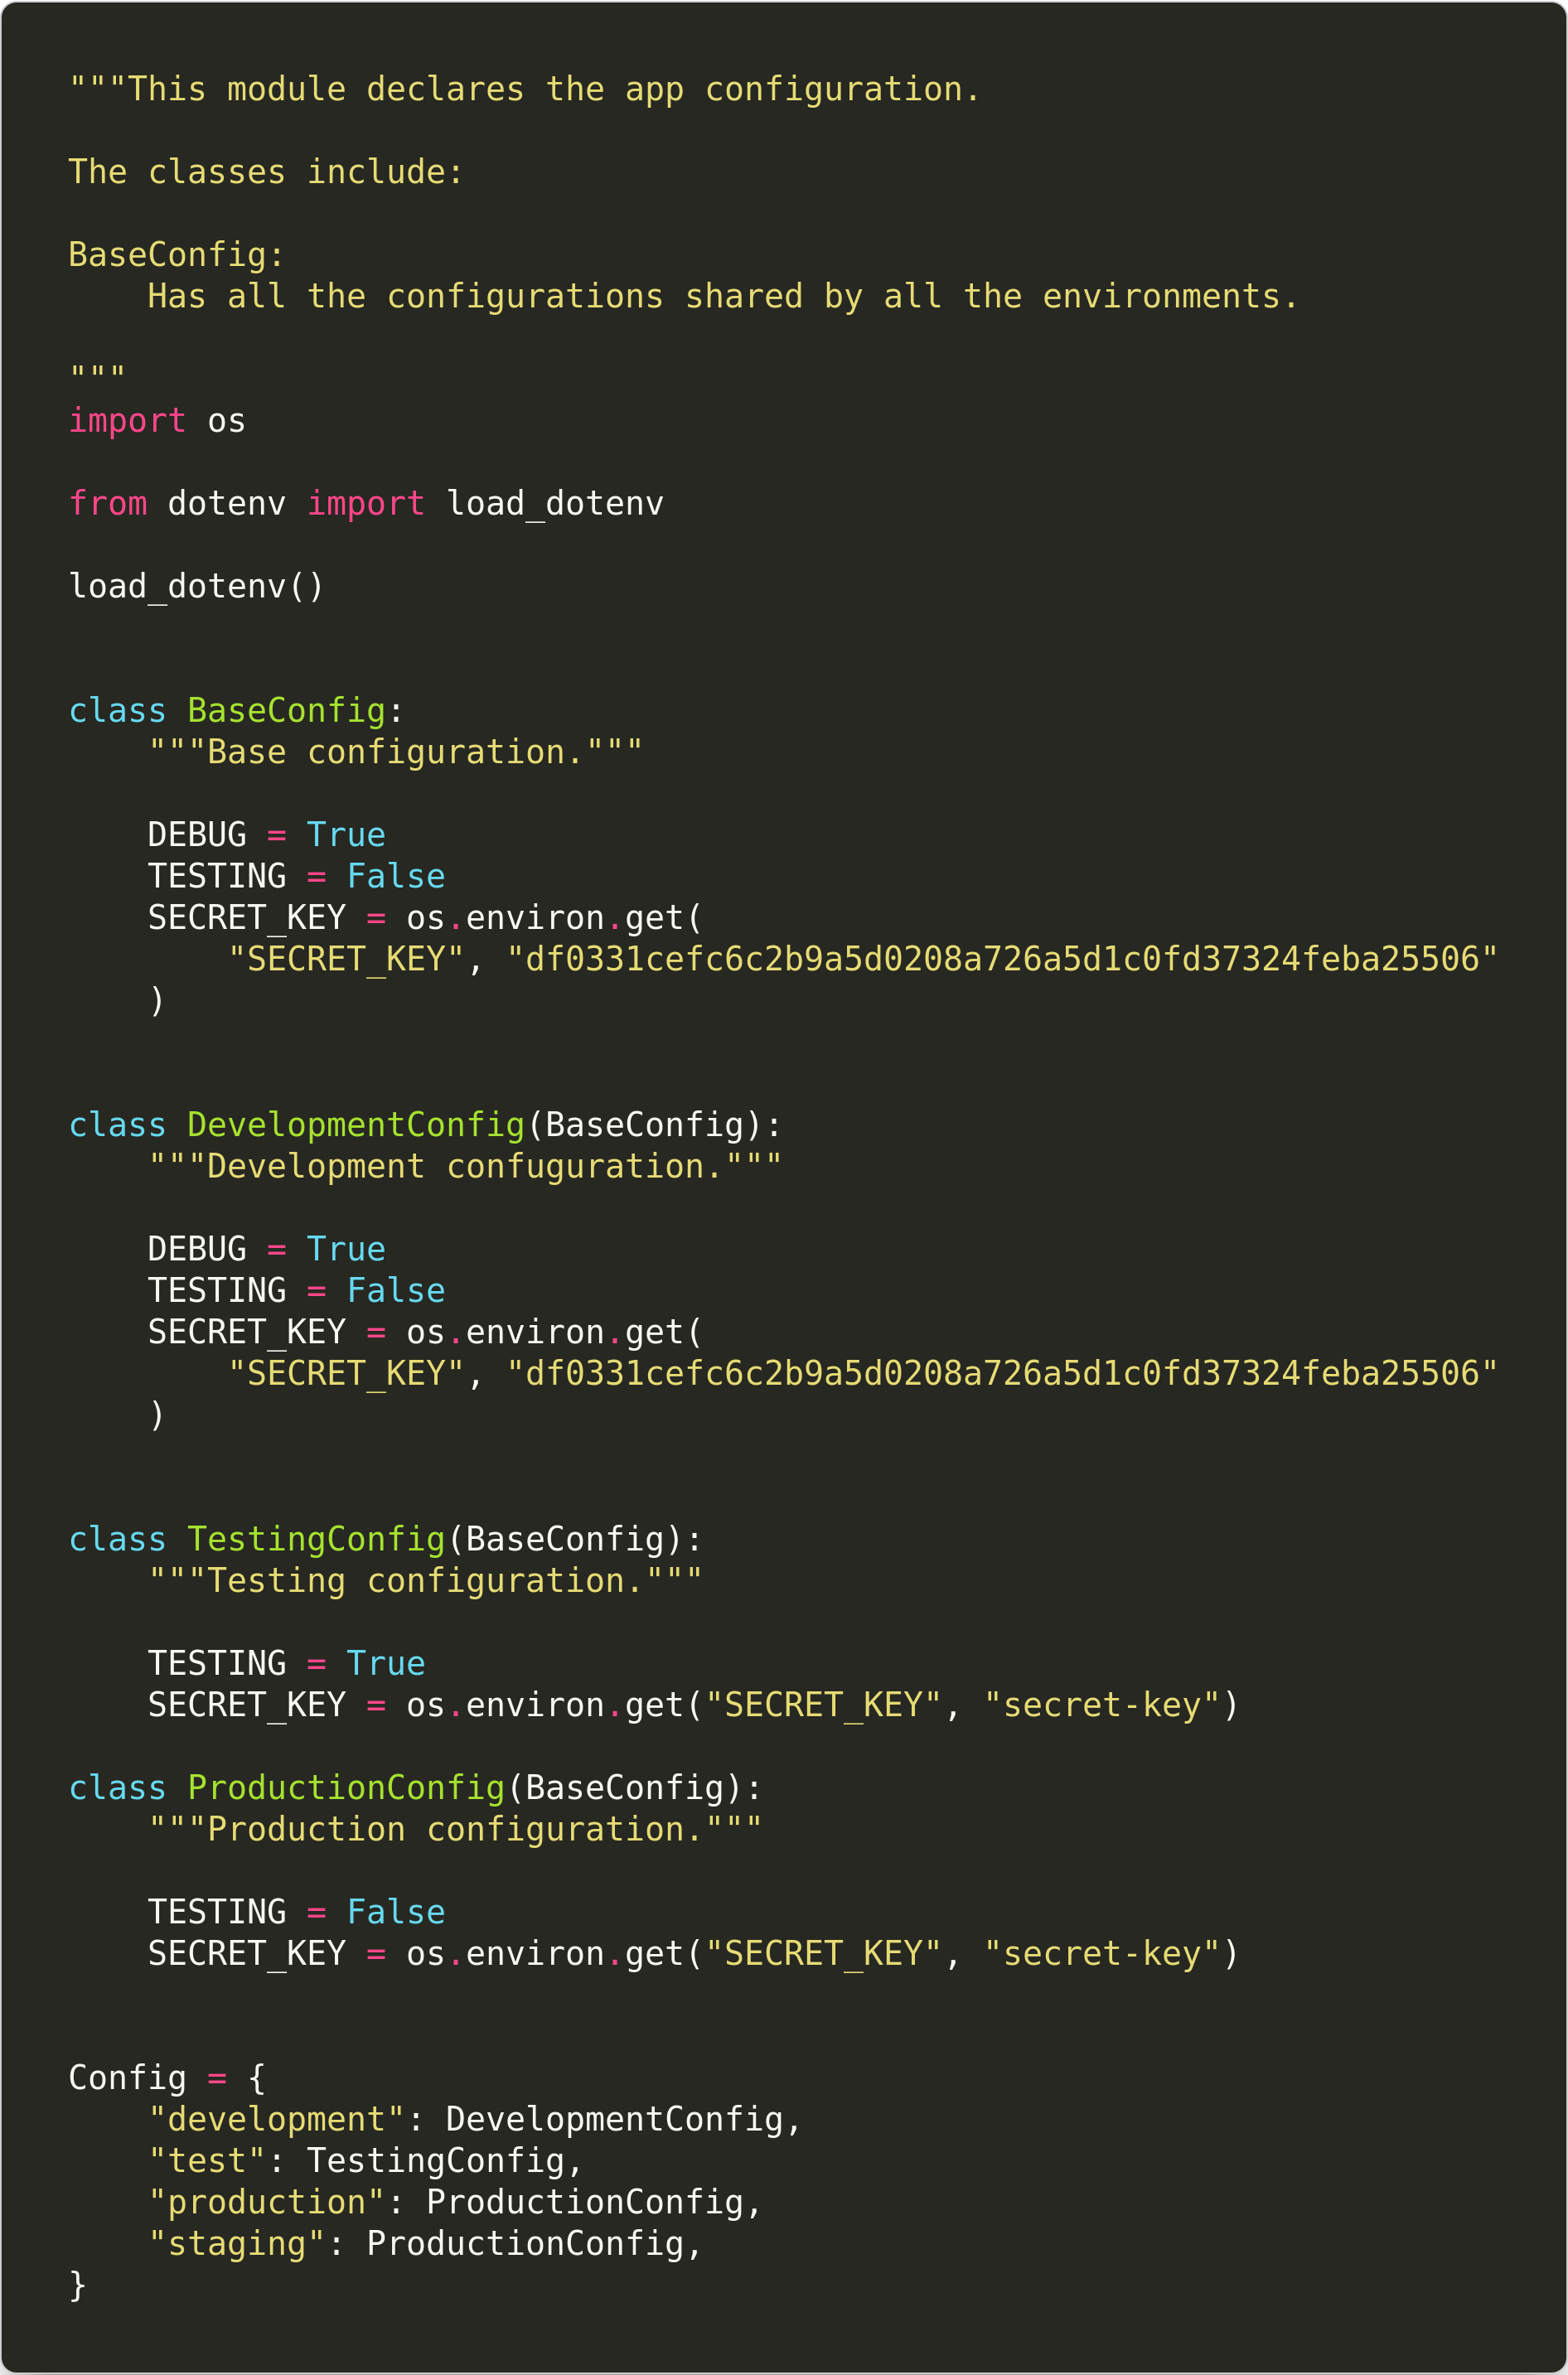 """This module declares the app configuration.

The classes include:

BaseConfig:
    Has all the configurations shared by all the environments.

"""
import os

from dotenv import load_dotenv

load_dotenv()


class BaseConfig:
    """Base configuration."""

    DEBUG = True
    TESTING = False
    SECRET_KEY = os.environ.get(
        "SECRET_KEY", "df0331cefc6c2b9a5d0208a726a5d1c0fd37324feba25506"
    )


class DevelopmentConfig(BaseConfig):
    """Development confuguration."""

    DEBUG = True
    TESTING = False
    SECRET_KEY = os.environ.get(
        "SECRET_KEY", "df0331cefc6c2b9a5d0208a726a5d1c0fd37324feba25506"
    )


class TestingConfig(BaseConfig):
    """Testing configuration."""

    TESTING = True
    SECRET_KEY = os.environ.get("SECRET_KEY", "secret-key")

class ProductionConfig(BaseConfig):
    """Production configuration."""

    TESTING = False
    SECRET_KEY = os.environ.get("SECRET_KEY", "secret-key")


Config = {
    "development": DevelopmentConfig,
    "test": TestingConfig,
    "production": ProductionConfig,
    "staging": ProductionConfig,
}